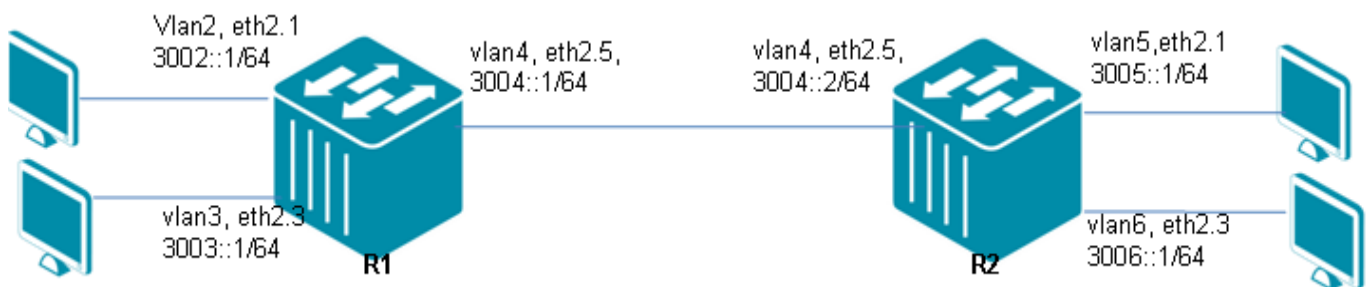 Vlan2, eth2.1
3002::1/64
vlan4, eth2.5,
3004::1/64
vlan4, eth2.5,
3004::2/64
vlan5,eth2.1
3005::1/64
vlan3, eth2.3
3003::1/64
R1
R2
vlan6, eth2.3
3006::1/64